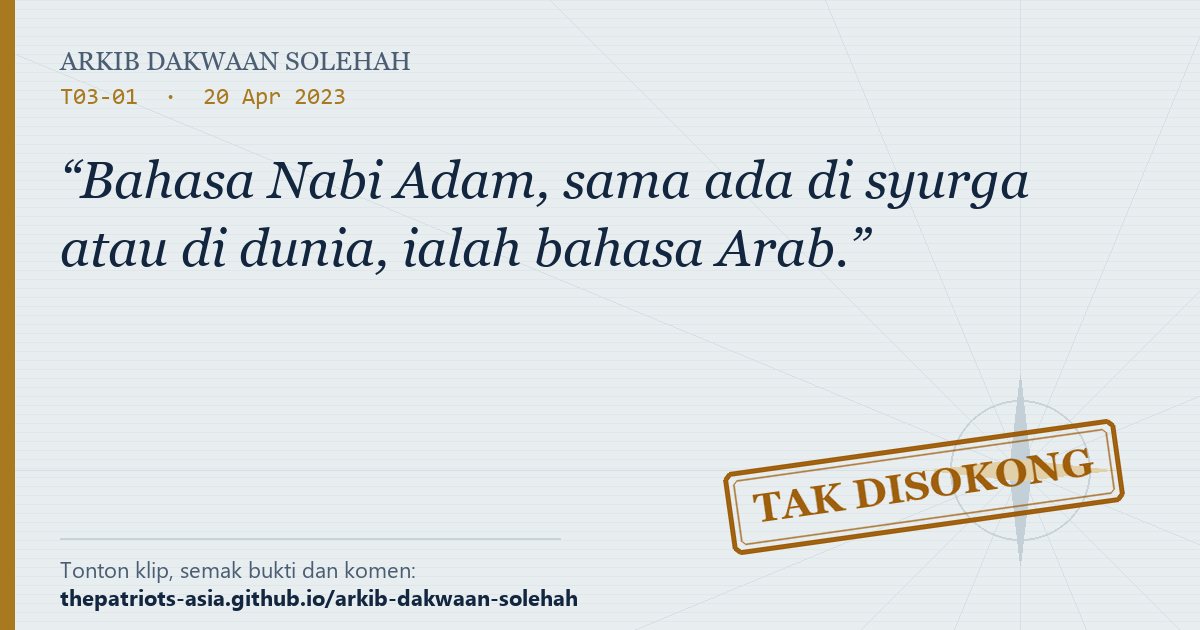 ARKIB DAKWAAN SOLEHAH
T03-01 · 20 Apr 2023
“Bahasa Nabi Adam, sama ada di syurga
atau di dunia, ialah bahasa Arab.”
TAK DISOKONG
Tonton klip, semak bukti dan komen:
thepatriots-asia.github.io/arkib-dakwaan-solehah